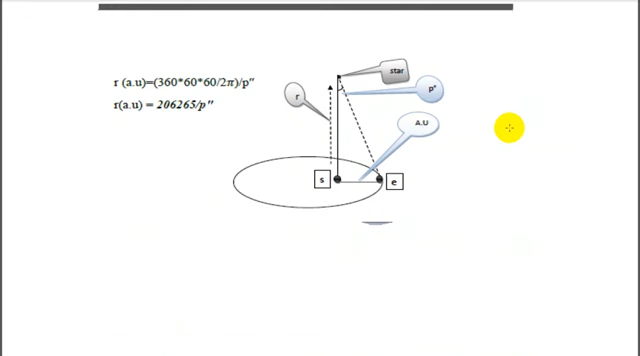 r (a.u)=(360*60*60/2π)/p"
r(a.u) = 206265/p"
star
r
p"
A.U
s
e